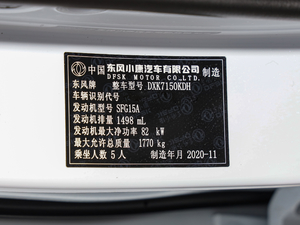 中国 东风小康汽车有限公司 制造
DFSK MOTOR CO.,LTD.
东风牌 整车型号 DXK7150KDH
车辆识别代号
发动机型号 SFG15A
发动机排量 1498 mL
发动机最大净功率 82 kW
最大允许总质量 1770 kg
乘坐人数 5人 制造年月 2020-11